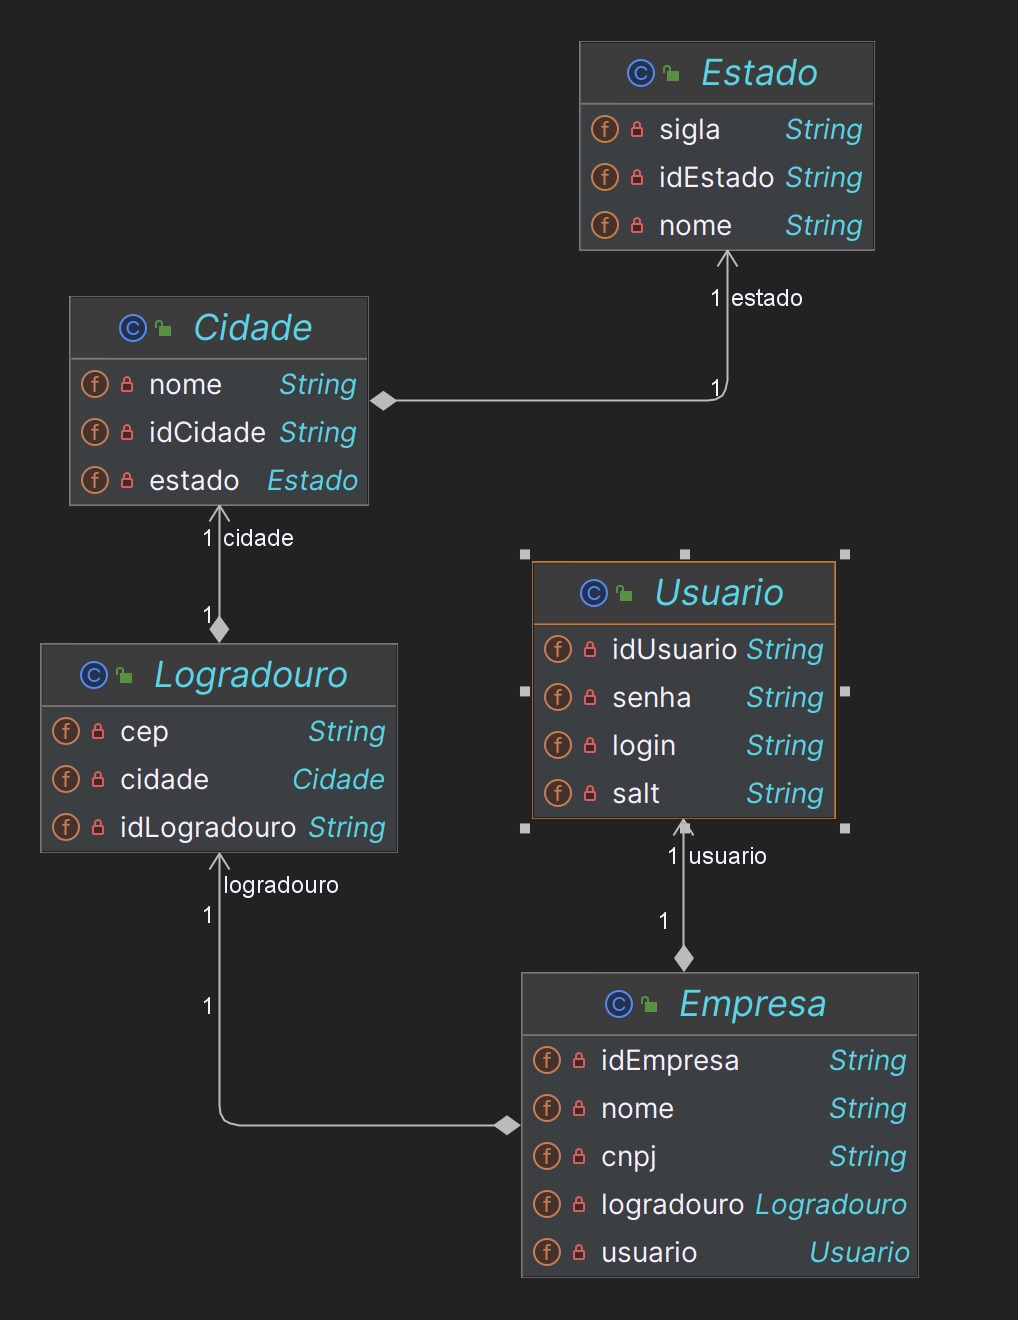 Estado
sigla String
idEstado String
nome String
1 estado
1
Cidade
nome String
idCidade String
estado Estado
1 cidade
1
Usuario
idUsuario String
senha String
login String
salt String
Logradouro
cep String
cidade Cidade
idLogradouro String
1 usuario
logradouro
1
1
1
Empresa
idEmpresa String
nome String
cnpj String
logradouro Logradouro
usuario Usuario